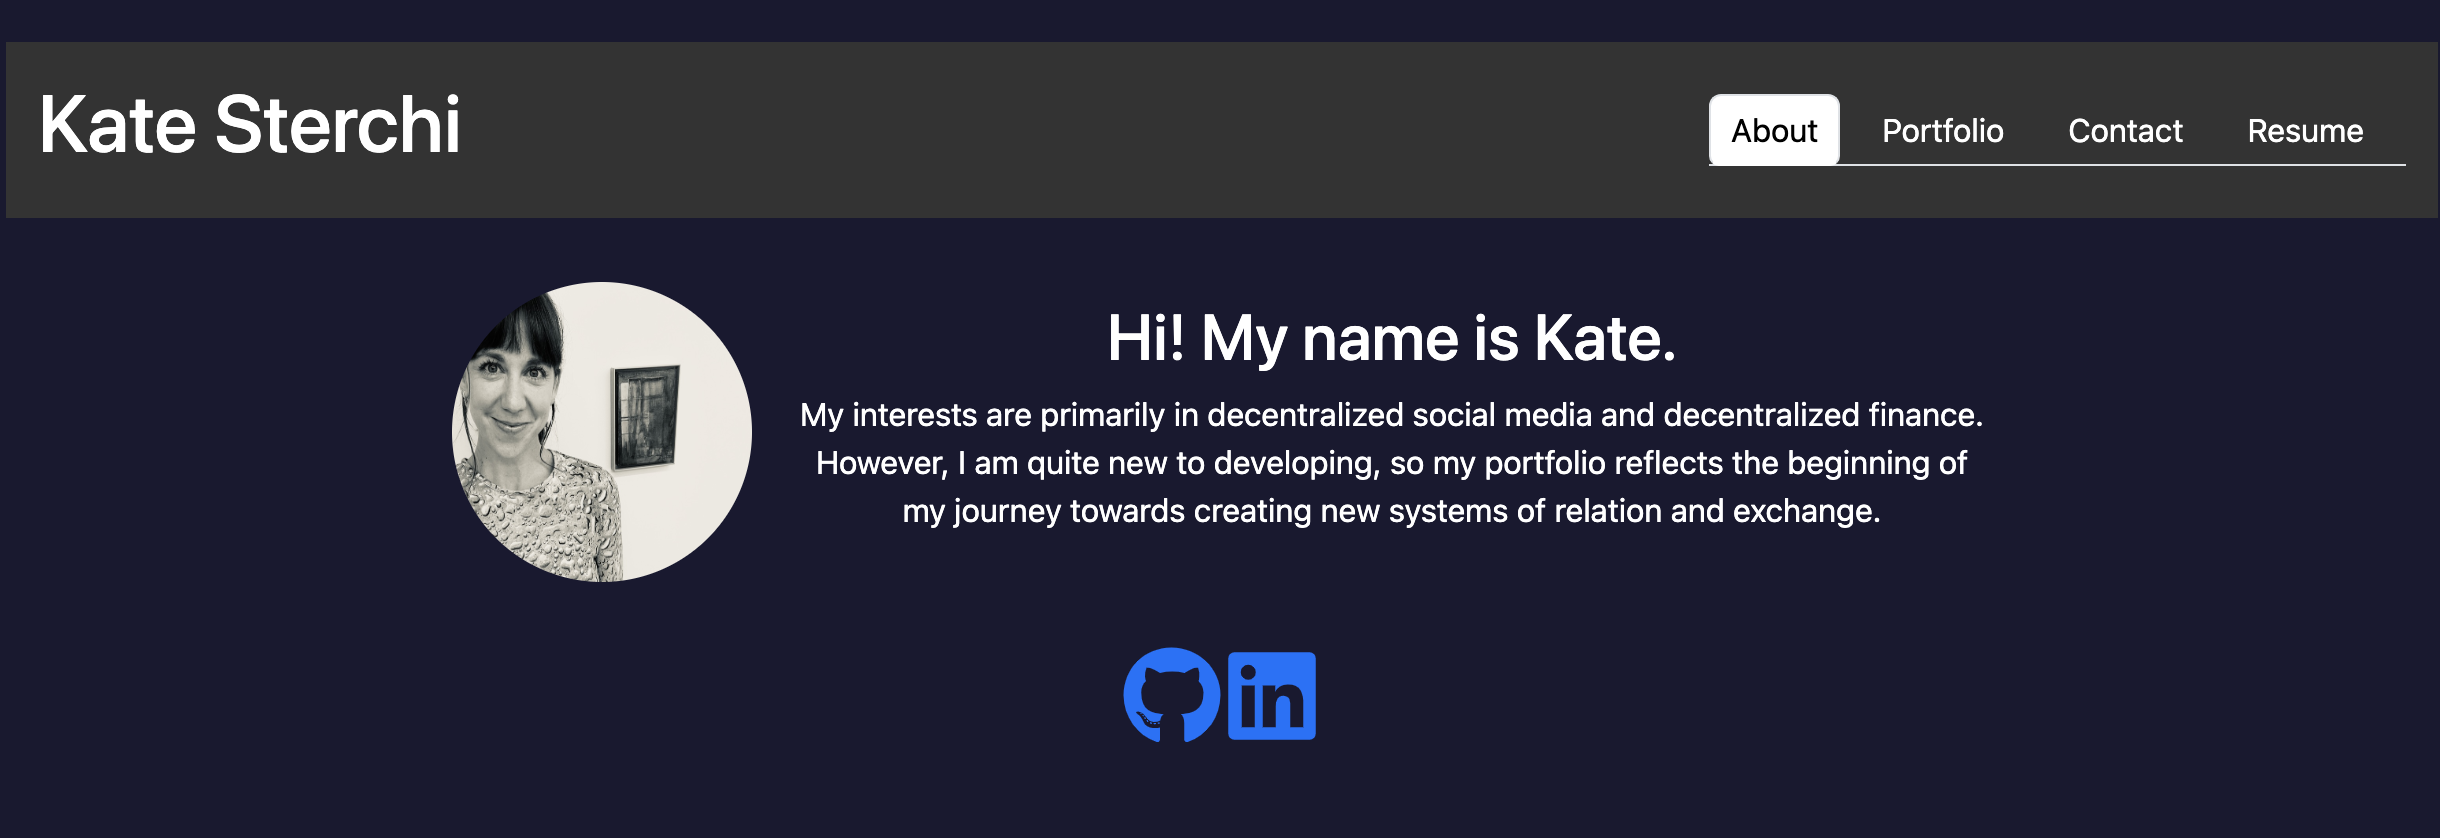 Kate Sterchi
About
Portfolio
Contact
Resume
Hi! My name is Kate.
My interests are primarily in decentralized social media and decentralized finance.
However, I am quite new to developing, so my portfolio reflects the beginning of
my journey towards creating new systems of relation and exchange.
in